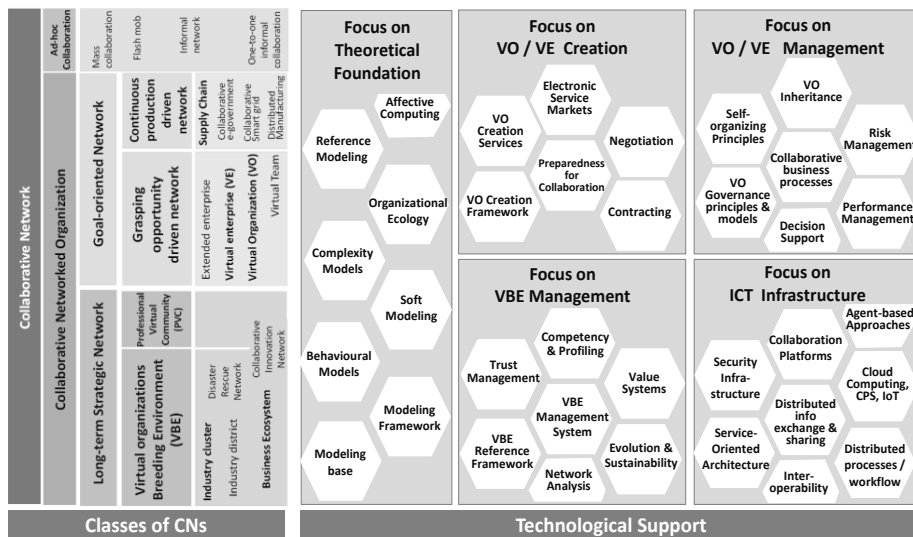 Collaborative Network
Ad-hoc
Collaboration
Mass
collaboration
Flash mob
Informal
network
One-to-one
informal
collaboration
Collaborative Networked Organization
Goal-oriented Network
Continuous
production
driven
network
Supply Chain
Collaborative
e-government
Collaborative
Smart grid
Distributed
Manufacturing
Grasping
opportunity
driven network
Extended enterprise
Virtual enterprise (VE)
Virtual Organization (VO)
Virtual Team
Long-term Strategic Network
Professional
Virtual
Community
(PVC)
Virtual organizations
Breeding Environment
(VBE)
Industry cluster
Industry district
Disaster
Rescue
Network
Business Ecosystem
Collaborative
Innovation
Network
Classes of CNs
Focus on
Theoretical
Foundation
Affective
Computing
Reference
Modeling
Organizational
Ecology
Complexity
Models
Soft
Modeling
Behavioural
Models
Modeling
Framework
Modeling
base
Focus on
VO / VE Creation
Electronic
Service
Markets
VO
Creation
Services
Negotiation
Preparedness
for
Collaboration
VO Creation
Framework
Contracting
Focus on
VO / VE Management
VO
Inheritance
Self-
organizing
Principles
Risk
Management
Collaborative
business
processes
VO
Governance
principles &
models
Performance
Management
Decision
Support
Focus on
VBE Management
Competency
& Profiling
Trust
Management
Value
Systems
VBE
Management
System
VBE
Reference
Framework
Evolution &
Sustainability
Network
Analysis
Focus on
ICT Infrastructure
Agent-based
Approaches
Collaboration
Platforms
Security
Infra-
structure
Cloud
Computing,
CPS, IoT
Distributed
info
exchange &
sharing
Service-
Oriented
Architecture
Distributed
processes /
workflow
Inter-
operability
Technological Support